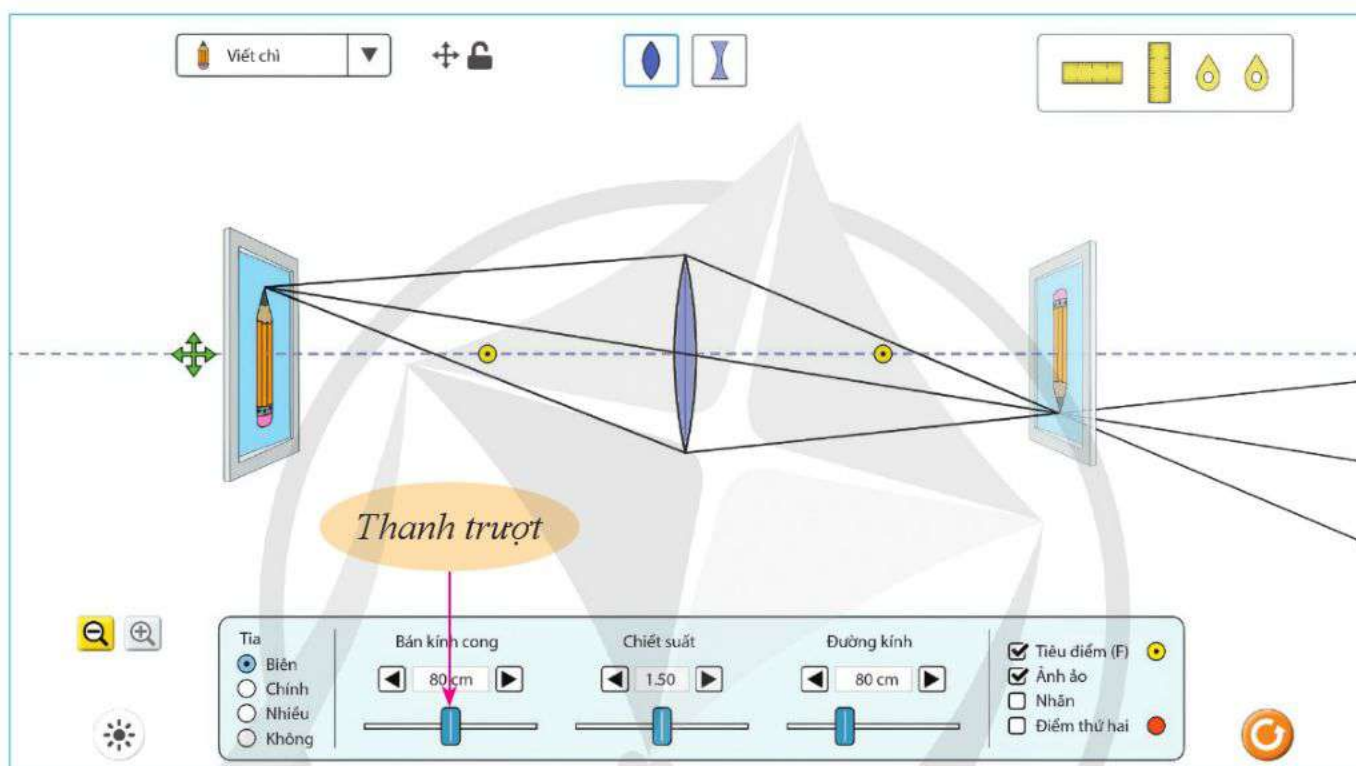 Viết chì
Thanh trượt
Tia
Biên
Chính
Nhiều
Không
Bán kính cong
80 cm
Chiết suất
1.50
Đường kính
80 cm
Tiêu điểm (F)
Ảnh ảo
Nhãn
Điểm thứ hai